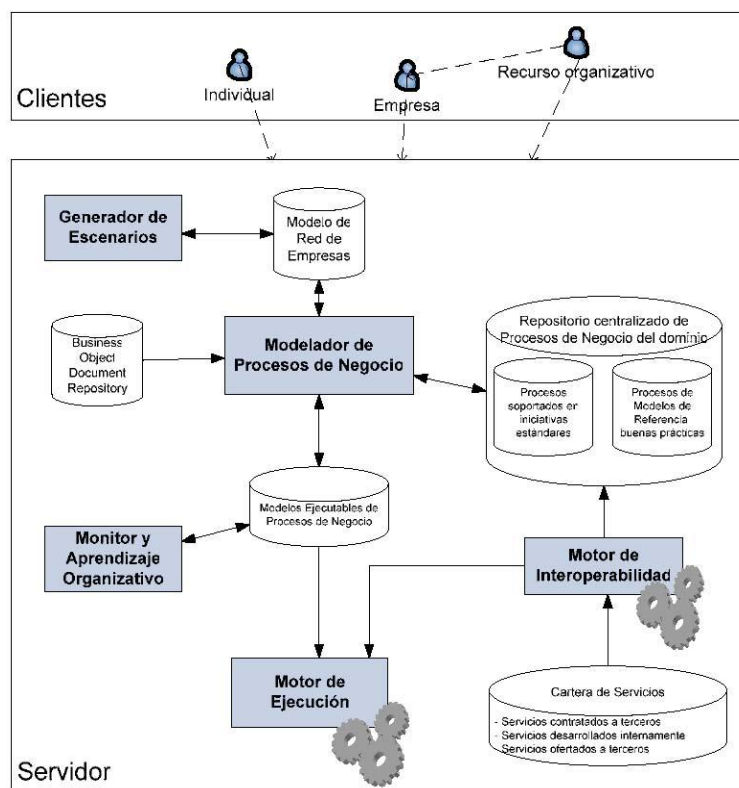 Individual
Empresa
Recurso organizativo
Clientes
Generador de
Escenarios
Modelo de
Red de
Empresas
Business
Object
Document
Repository
Modelador de
Procesos de Negocio
Repositorio centralizado de
Procesos de Negocio del dominio
Procesos
soportados en
iniciativas
estándares
Procesos de
Modelos de
Referencia
buenas prácticas
Modelos Ejecutables de
Procesos de Negocio
Monitor y
Aprendizaje
Organizativo
Motor de
Interoperabilidad
Motor de
Ejecución
Cartera de Servicios
- Servicios contratados a terceros
- Servicios desarrollados internamente
- Servicios ofertados a terceros
Servidor